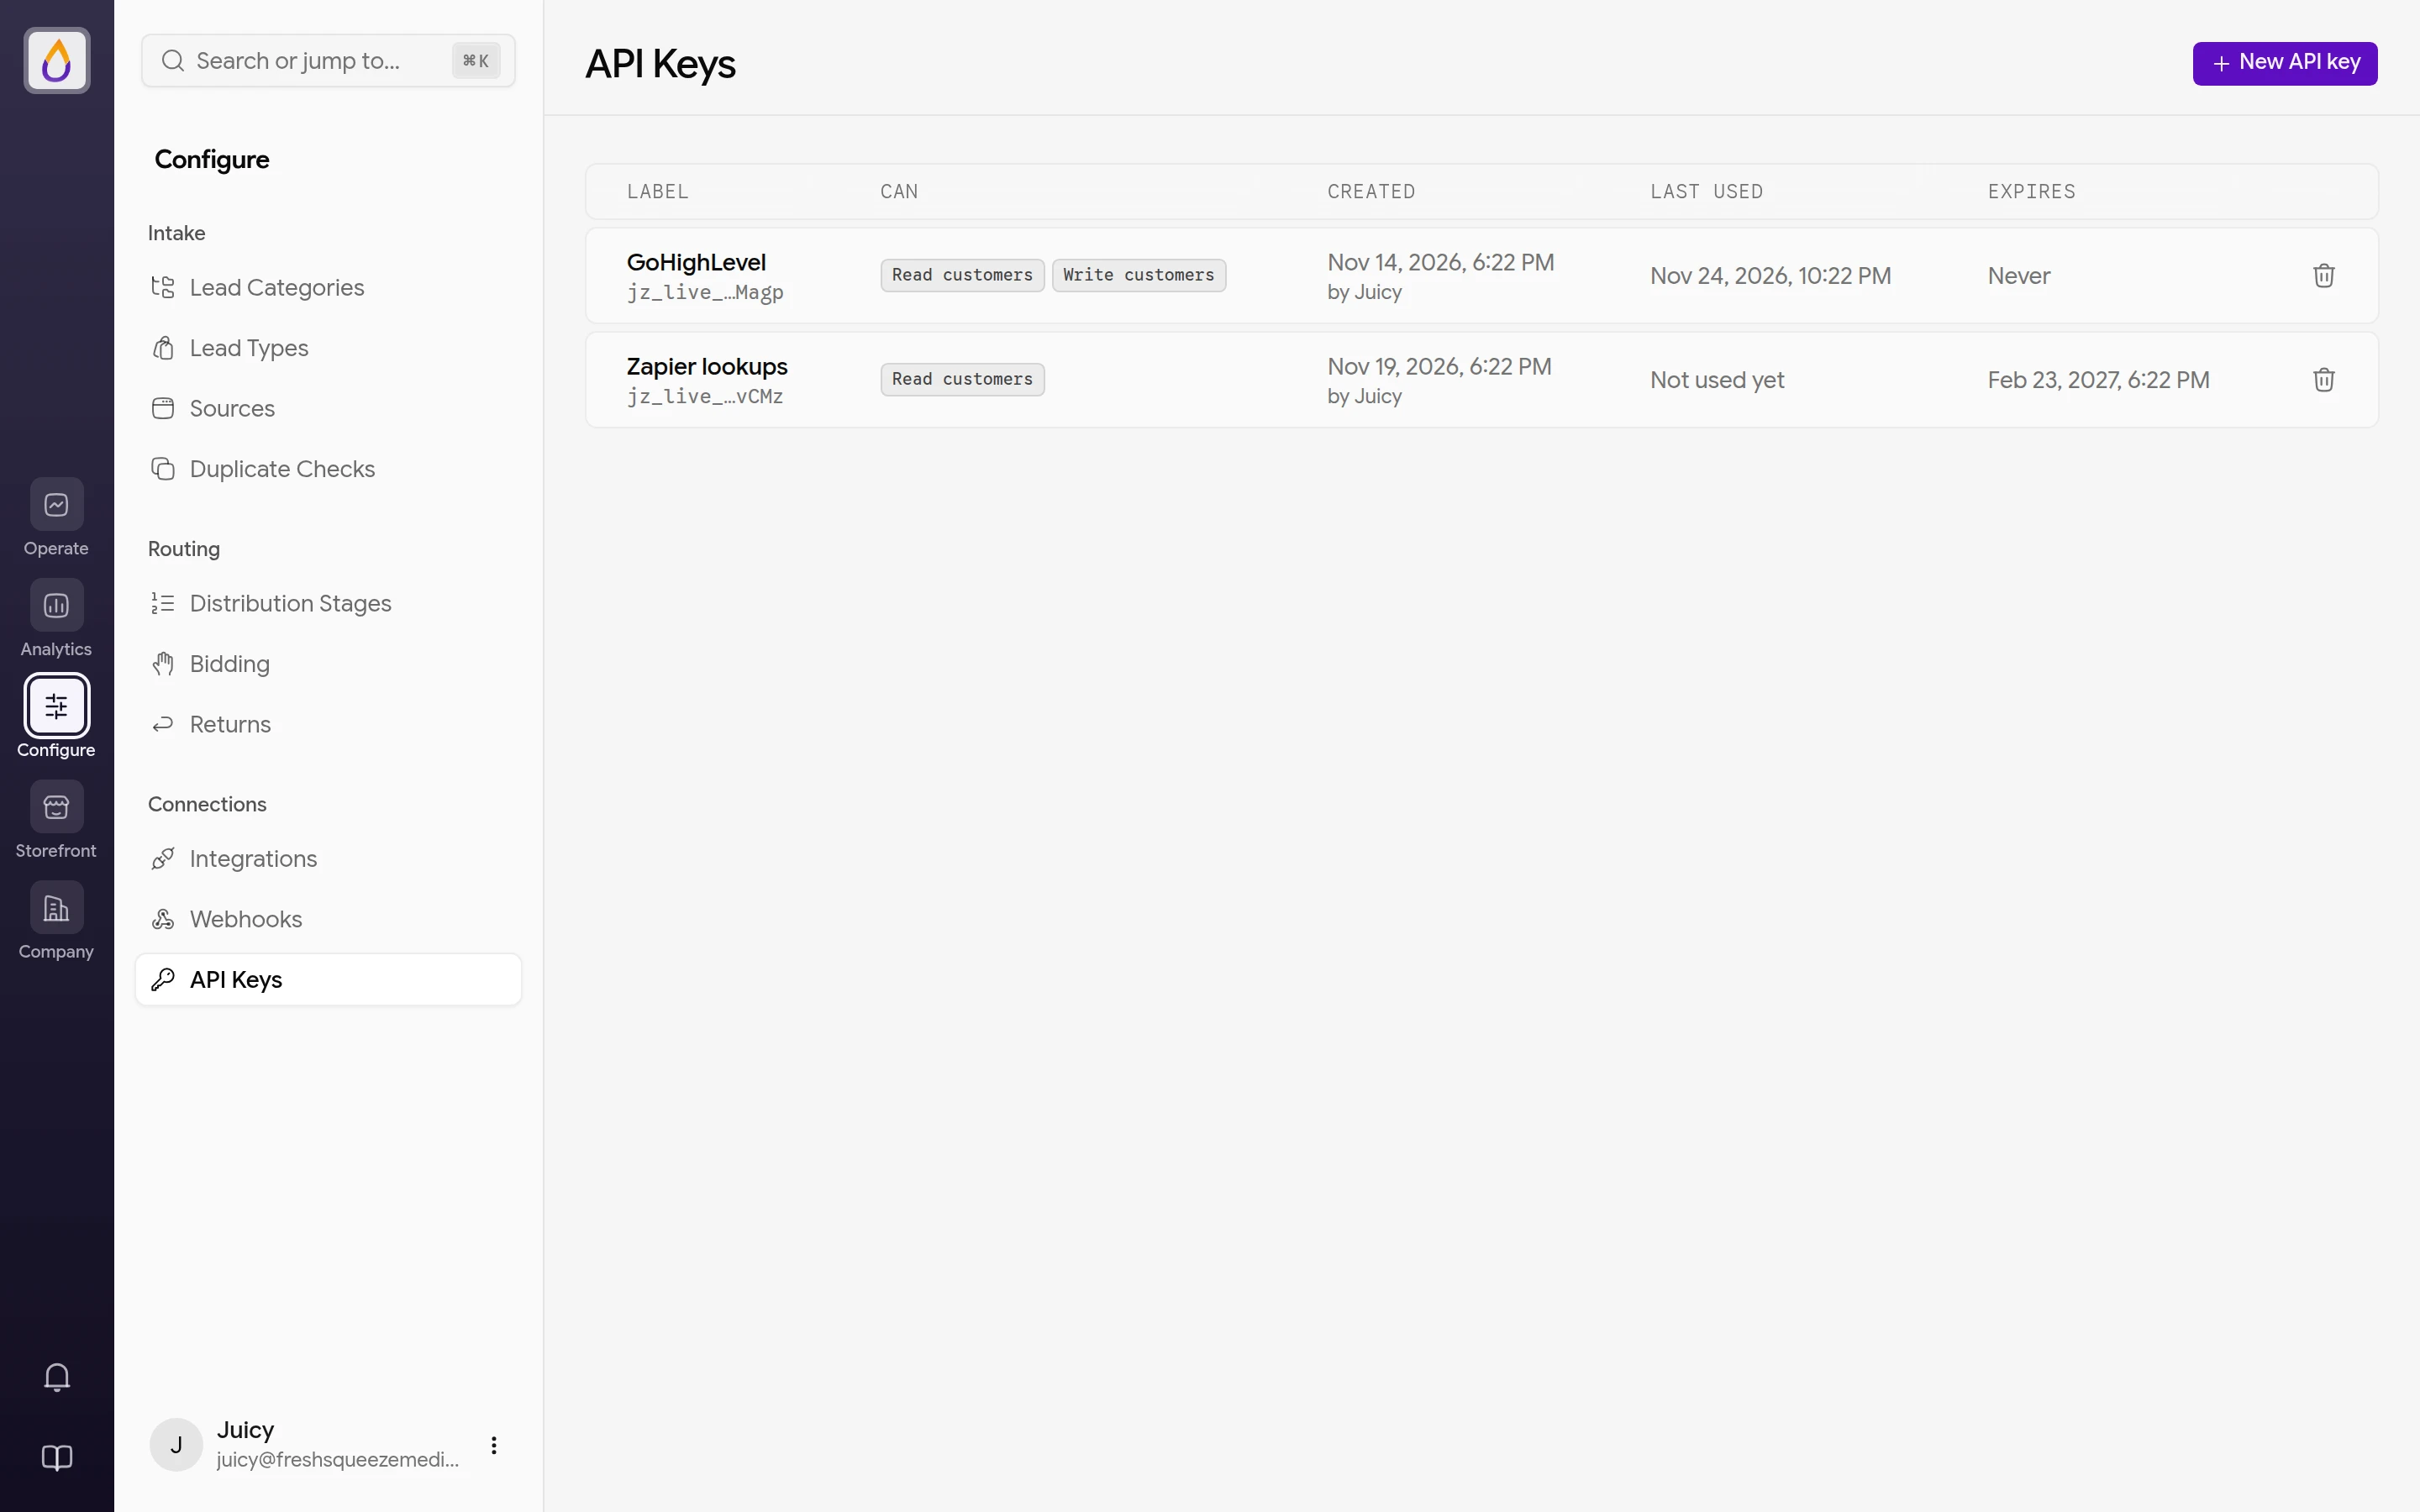 Search or jump to...
⌘K
API Keys
New API key
Configure
Intake
Lead Categories
Lead Types
Sources
Duplicate Checks
Routing
Distribution Stages
Bidding
Returns
Connections
Integrations
Webhooks
API Keys
Operate
Analytics
Configure
Storefront
Company
LABEL CAN CREATED LAST USED EXPIRES
GoHighLevel
jz_live_…Magp
Read customers Write customers
Nov 14, 2026, 6:22 PM
by Juicy
Nov 24, 2026, 10:22 PM
Never
Zapier lookups
jz_live_…vCMz
Read customers
Nov 19, 2026, 6:22 PM
by Juicy
Not used yet
Feb 23, 2027, 6:22 PM
J
Juicy
juicy@freshsqueezemedi...